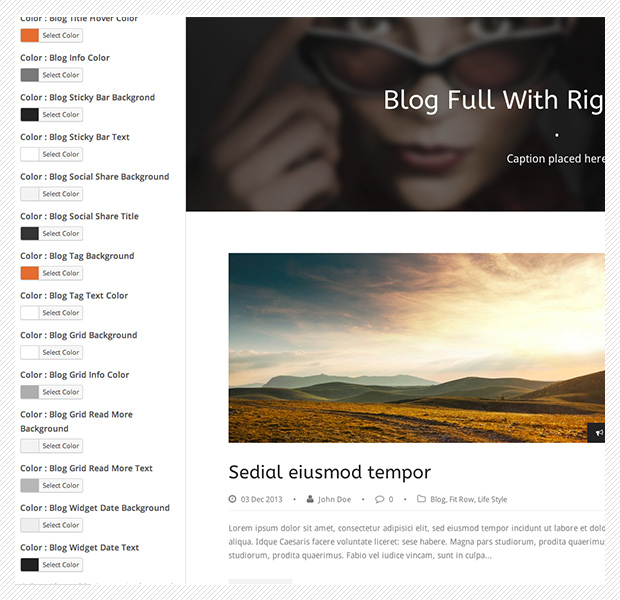 Color : Blog Title Hover Color
Select Color
Color : Blog Info Color
Select Color
Color : Blog Sticky Bar Backgrond
Select Color
Color : Blog Sticky Bar Text
Select Color
Color : Blog Social Share Background
Select Color
Color : Blog Social Share Title
Select Color
Color : Blog Tag Background
Select Color
Color : Blog Tag Text Color
Select Color
Color : Blog Grid Background
Select Color
Color : Blog Grid Info Color
Select Color
Color : Blog Grid Read More
Background
Select Color
Color : Blog Grid Read More Text
Select Color
Color : Blog Widget Date Background
Select Color
Color : Blog Widget Date Text
Select Color
Blog Full With Rig
Caption placed here
Sedial eiusmod tempor
03 Dec 2013 • John Doe • 0 • Blog, Fit Row, Life Style
Lorem ipsum dolor sit amet, consectetur adipisici elit, sed eiusmod tempor incidunt ut labore et dolo
aliqua. Idque Caesaris facere voluntate liceret: sese habere. Magna pars studiorum, prodita quaerimu
studiorum, prodita quaerimus. Fabio vel iudice vincam, sunt in culpa...